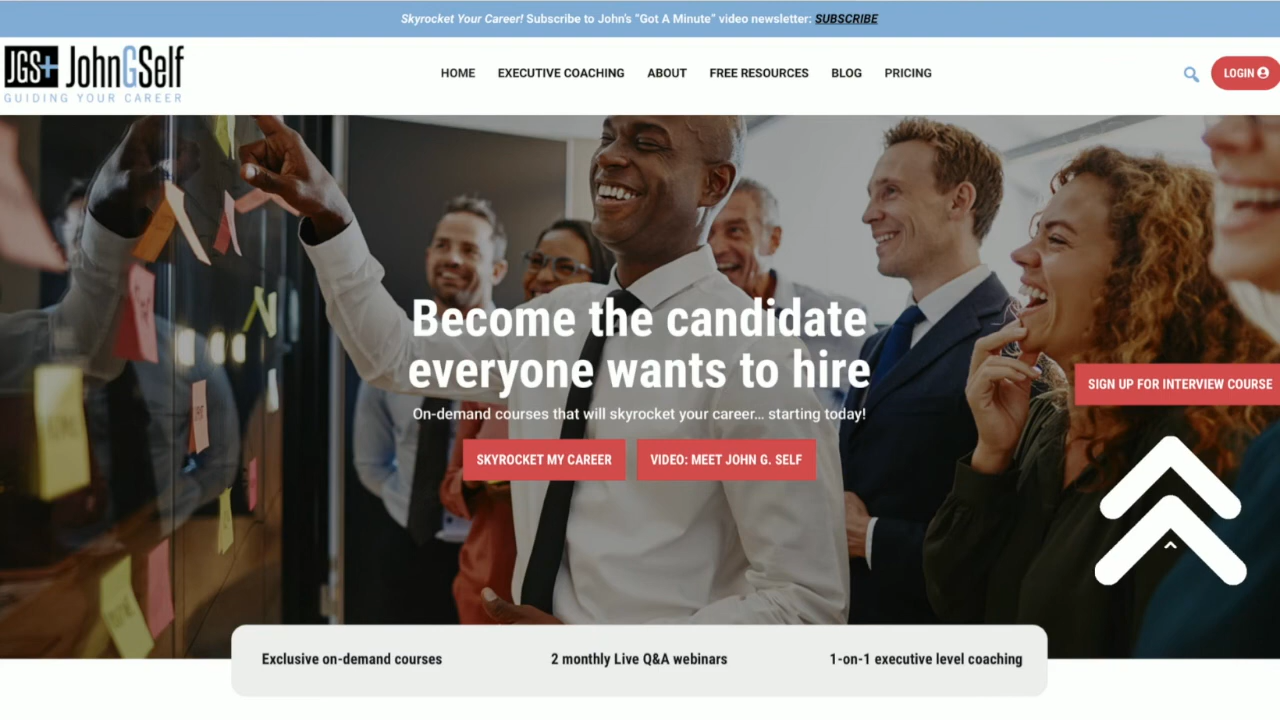 Skyrocket Your Career! Subscribe to John's "Got A Minute" video newsletter: SUBSCRIBE
JGS+ JohnGSelf
GUIDING YOUR CAREER
HOME EXECUTIVE COACHING ABOUT FREE RESOURCES BLOG PRICING
LOGIN
Become the candidate
everyone wants to hire
On-demand courses that will skyrocket your career... starting today!
SKYROCKET MY CAREER
VIDEO: MEET JOHN G. SELF
SIGN UP FOR INTERVIEW COURSE
Exclusive on-demand courses
2 monthly Live Q&A webinars
1-on-1 executive level coaching